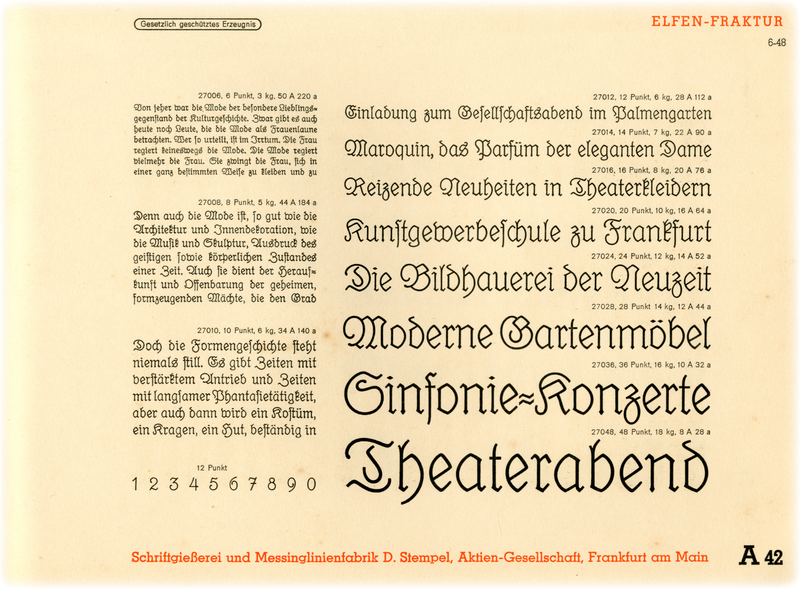 Gesetzlich geschütztes Erzeugnis
ELFEN-FRAKTUR
6-48
27006, 6 Punkt, 3 kg, 50 A 220 a
Von jeher war die Mode der besondere Lieblings-
gegenstand der Kulturgeschichte. Zwar gibt es auch
heute noch Leute, die die Mode als Frauenlaune
betrachten. Wer so urteilt, ist im Irrtum. Die Frau
regiert keineswegs die Mode. Die Mode regiert
vielmehr die Frau. Sie zwingt die Frau, sich in
einer ganz bestimmten Weise zu kleiden und zu
27008, 8 Punkt, 5 kg, 44 A 184 a
Denn auch die Mode ist, so gut wie die
Architektur und Innendekoration, wie
die Musik und Skulptur, Ausdruck des
geistigen sowie körperlichen Zustandes
einer Zeit. Auch sie dient der Herauf-
kunft und Offenbarung der geheimen,
formzeugenden Mächte, die den Grad
27010, 10 Punkt, 6 kg, 34 A 140 a
Doch die Formengeschichte steht
niemals still. Es gibt Zeiten mit
verstärktem Antrieb und Zeiten
mit langsamer Phantasietätigkeit,
aber auch dann wird ein Kostüm,
ein Kragen, ein Hut, beständig in
12 Punkt
1 2 3 4 5 6 7 8 9 0
27012, 12 Punkt, 6 kg, 28 A 112 a
Einladung zum Gesellschaftsabend im Palmengarten
27014, 14 Punkt, 7 kg, 22 A 90 a
Maroquin, das Parfüm der eleganten Dame
27016, 16 Punkt, 8 kg, 20 A 76 a
Reizende Neuheiten in Theaterkleidern
27020, 20 Punkt, 10 kg, 16 A 64 a
Kunstgewerbeschule zu Frankfurt
27024, 24 Punkt, 12 kg, 14 A 52 a
Die Bildhauerei der Neuzeit
27028, 28 Punkt 14 kg, 12 A 44 a
Moderne Gartenmöbel
27036, 36 Punkt, 16 kg, 10 A 32 a
Sinfonie-Konzerte
27048, 48 Punkt, 18 kg, 8 A 28 a
Theaterabend
Schriftgießerei und Messinglinienfabrik D. Stempel, Aktien-Gesellschaft, Frankfurt am Main
A 42